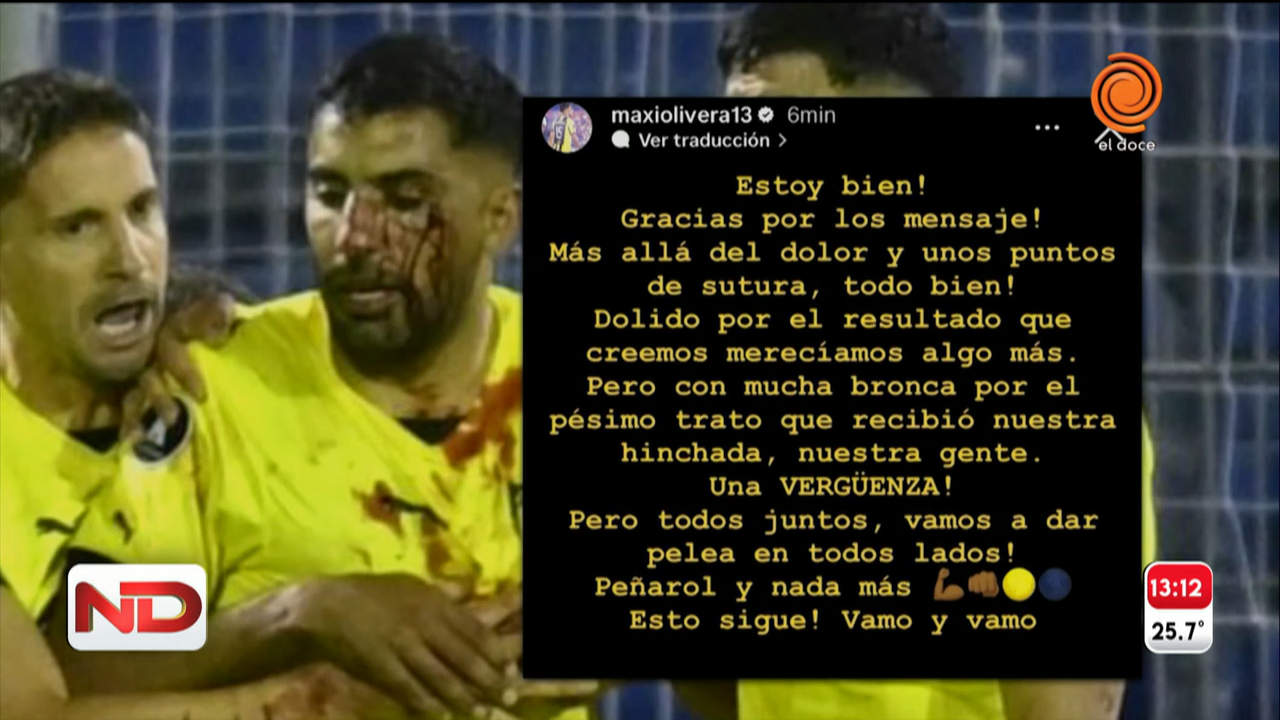 maxiolivera13 6min
Ver traducción
el doce
Estoy bien!
Gracias por los mensaje!
Más allá del dolor y unos puntos
de sutura, todo bien!
Dolido por el resultado que
creemos merecíamos algo más.
Pero con mucha bronca por el
pésimo trato que recibió nuestra
hinchada, nuestra gente.
Una VERGÜENZA!
Pero todos juntos, vamos a dar
pelea en todos lados!
Peñarol y nada más 💪🏾👊🏾🟡⚫
Esto sigue! Vamo y vamo
ND
13:12
25.7°